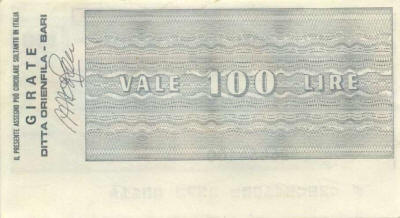 IL PRESENTE ASSEGNO PUÒ CIRCOLARE SOLTANTO IN ITALIA
GIRATE
DITTA ORIENFILA - BARI
VALE 100 LIRE